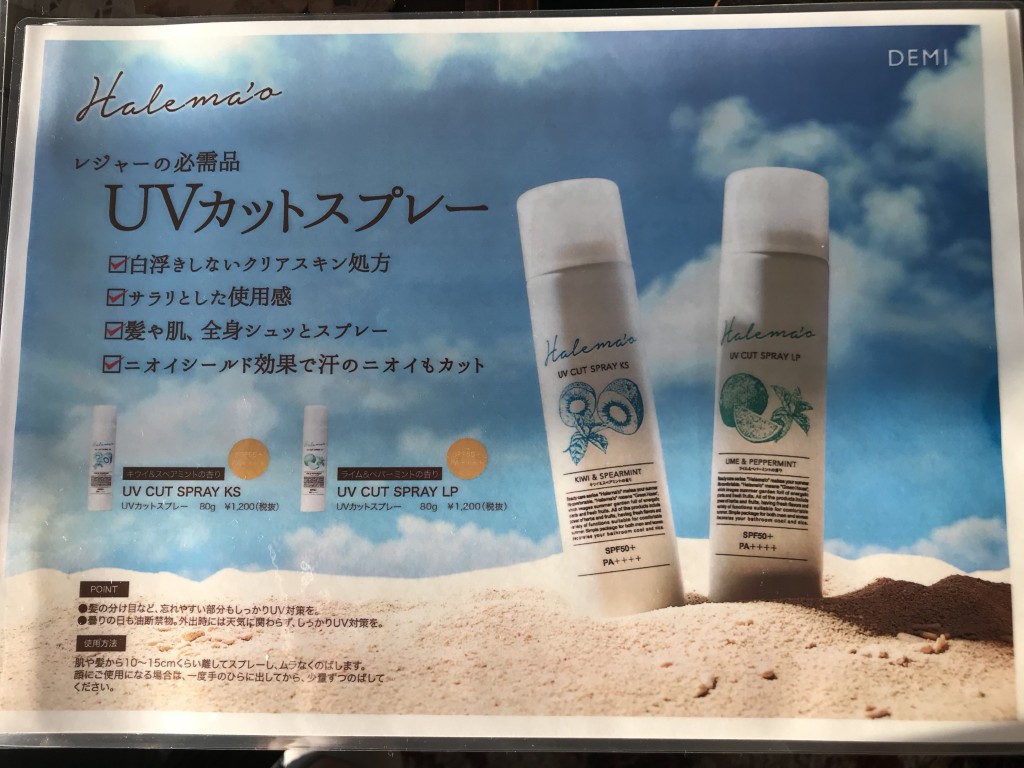 DEMI
Halema'o
レジャーの必需品
UVカットスプレー
白浮きしないクリアスキン処方
サラリとした使用感
髪や肌、全身シュッとスプレー
ニオイシールド効果で汗のニオイもカット
キウイ&スペアミントの香り
UV CUT SPRAY KS
UVカットスプレー 80g ¥1,200(税抜)
ライム&ペパーミントの香り
UV CUT SPRAY LP
UVカットスプレー 80g ¥1,200(税抜)
POINT
●髪の分け目など、忘れやすい部分もしっかりUV対策を。
●曇りの日も油断禁物。外出時には天気に関わらず、しっかりUV対策を。
使用方法
肌や髪から10〜15cmくらい離してスプレーし、ムラなくのばします。
顔にご使用になる場合は、一度手のひらに出してから、少量ずつのばして
ください。
Halema'o
UV CUT SPRAY KS
KIWI & SPEARMINT
SPF50+
PA++++
Halema'o
UV CUT SPRAY LP
LIME & PEPPERMINT
ライム&ペパーミントの香り
SPF50+
PA++++